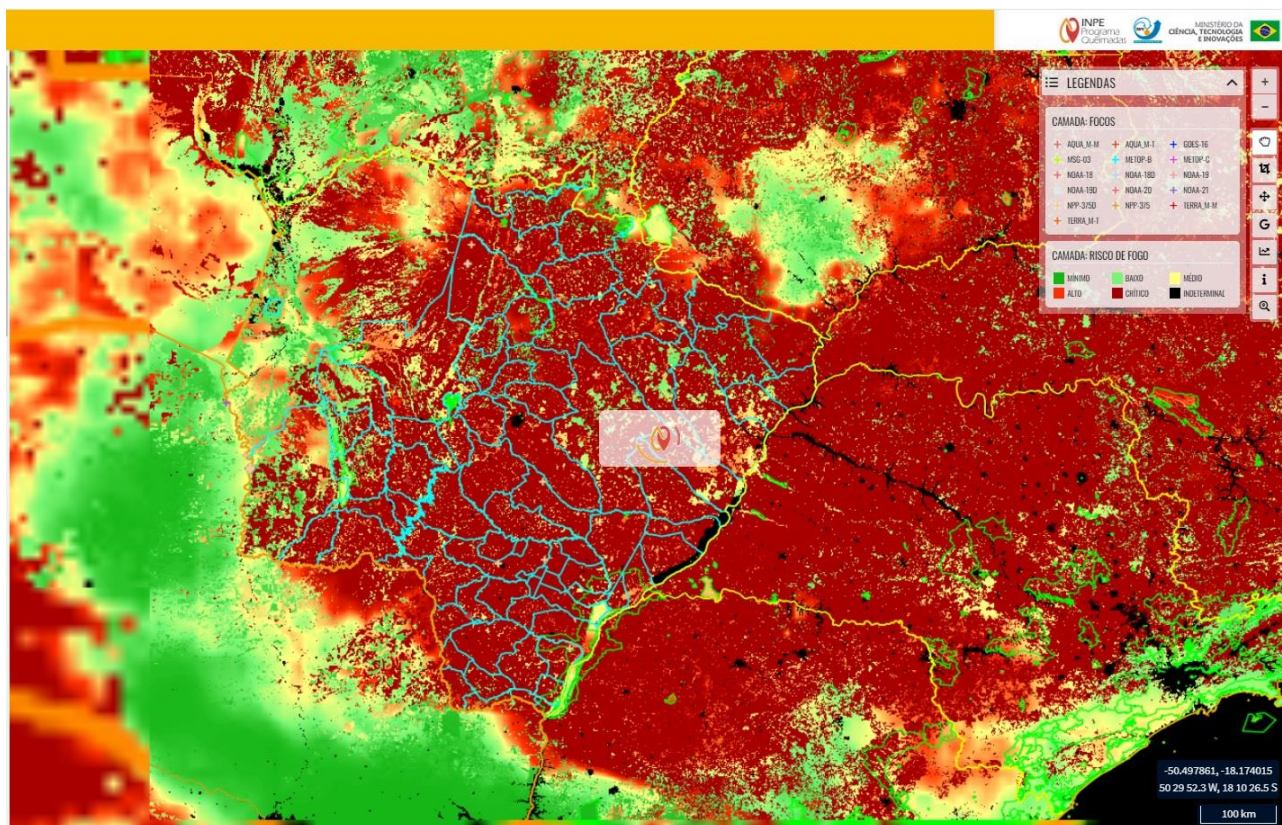 INPE
Programa
Queimadas
MINISTÉRIO DA
CIÊNCIA, TECNOLOGIA
E INOVAÇÕES
LEGENDAS
CAMADA: FOCOS
AQUA_M-M AQUA_M-T GOES-16
MSG-03 METOP-B METOP-C
NOAA-18 NOAA-18D NOAA-19
NOAA-19D NOAA-20 NOAA-21
NPP-375D NPP-375 TERRA_M-M
TERRA_M-T
CAMADA: RISCO DE FOGO
MÍNIMO BAIXO MÉDIO
ALTO CRÍTICO INDETERMINAD
-50.497861, -18.174015
50 29 52.3 W, 18 10 26.5 S
100 km